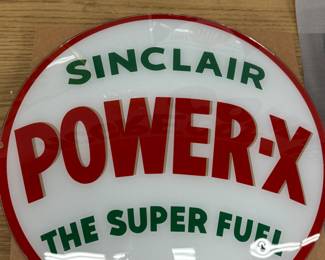 SINCLAIR
POWER-X
THE SUPER FUEL